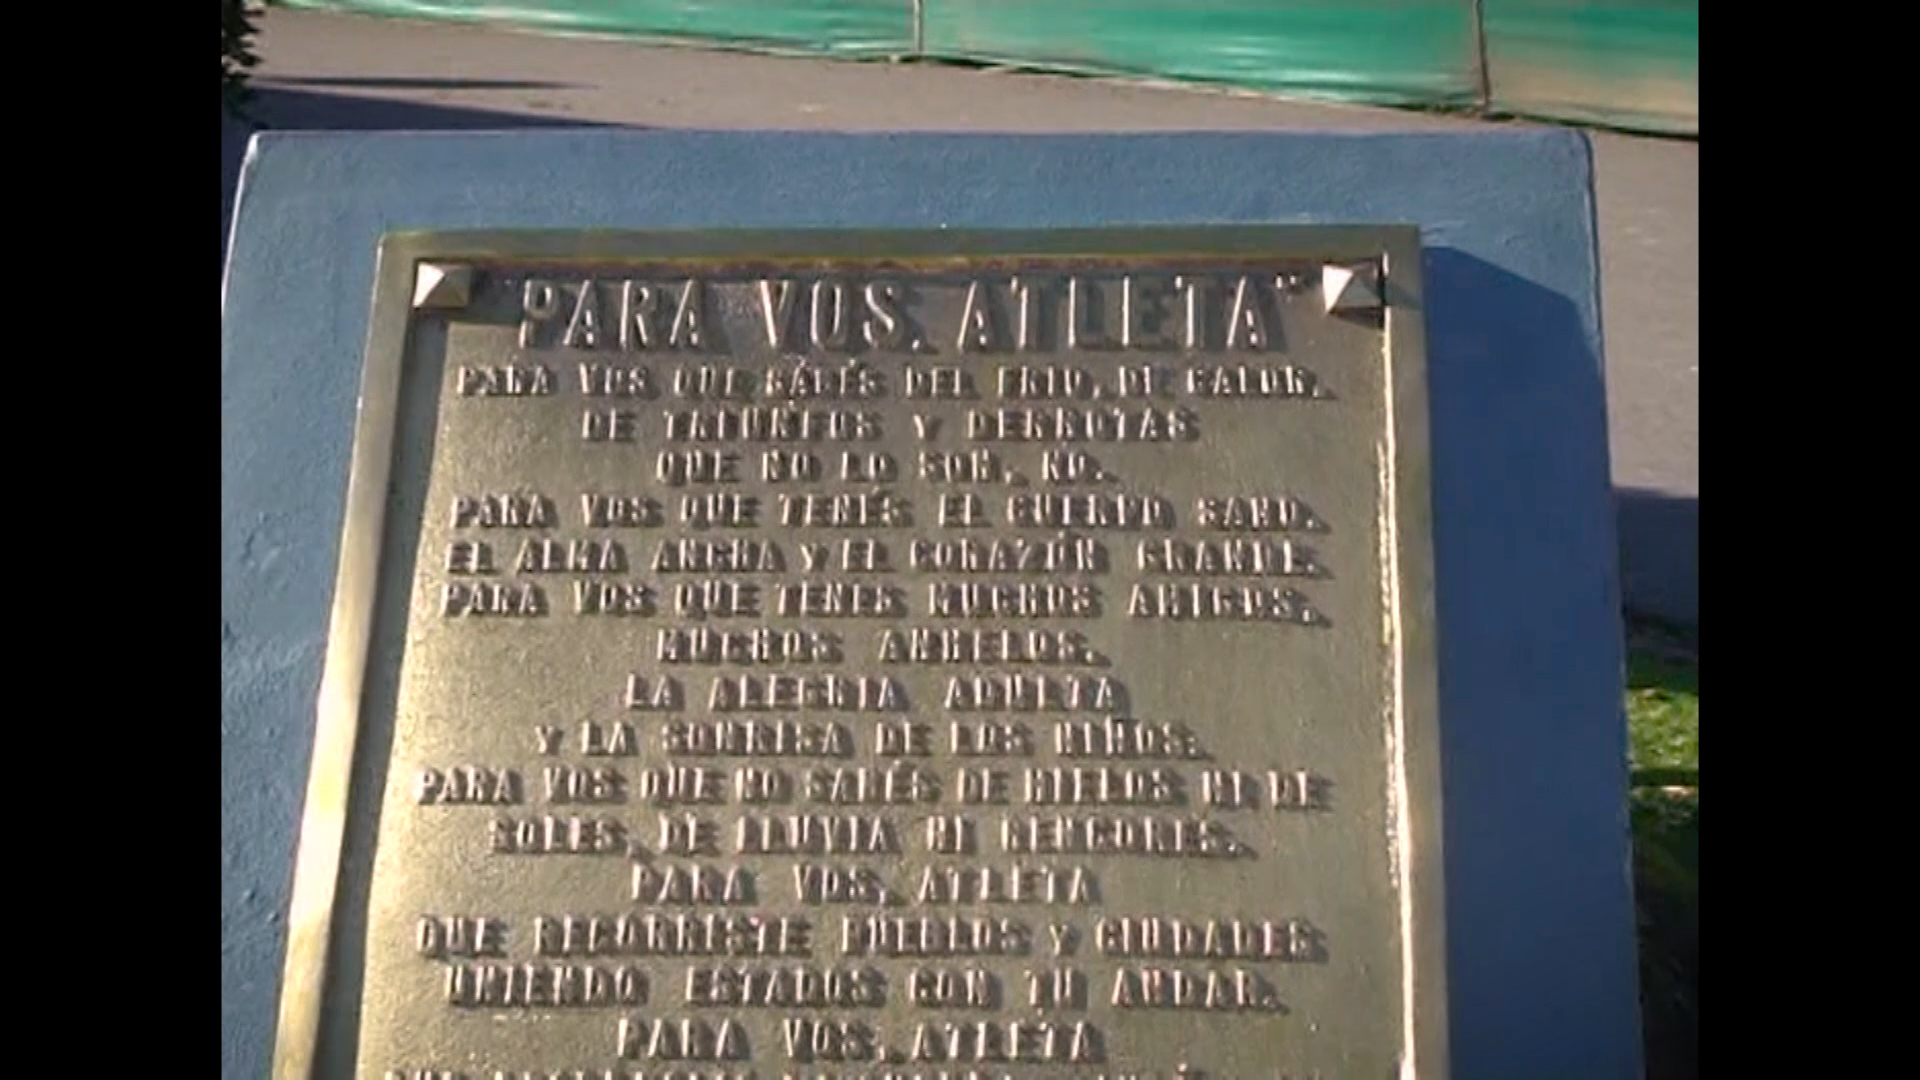 "PARA VOS, ATLETA"
PARA VOS QUE SABÉS DEL FRIO, DE CALOR,
DE TRIUNFOS Y DERROTAS
QUE NO LO SON, NO.
PARA VOS QUE TENÉS EL CUERPO SANO,
EL ALMA ANCHA Y EL CORAZÓN GRANDE.
PARA VOS QUE TENES MUCHOS AMIGOS,
MUCHOS ANHELOS,
LA ALEGRIA ADULTA
Y LA SONRISA DE LOS NIÑOS.
PARA VOS QUE NO SABÉS DE HIELOS NI DE
SOLES, DE LLUVIA NI RENCORES.
PARA VOS, ATLETA
QUE RECORRISTE PUEBLOS Y CIUDADES
UNIENDO ESTADOS CON TU ANDAR.
PARA VOS, ATLETA